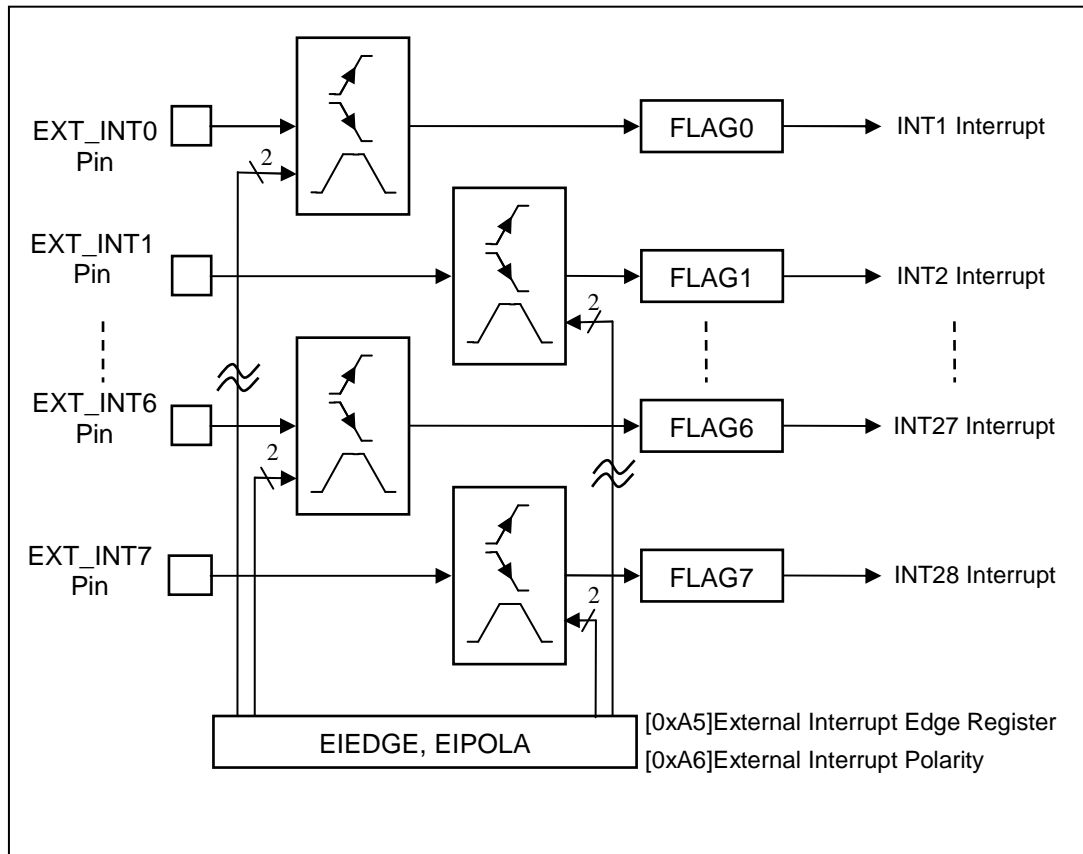 EXT_INT0
Pin
2
FLAG0
INT1 Interrupt
EXT_INT1
Pin
FLAG1
INT2 Interrupt
2
EXT_INT6
Pin
2
FLAG6
INT27 Interrupt
EXT_INT7
Pin
FLAG7
INT28 Interrupt
2
EIEDGE, EIPOLA
[0xA5]External Interrupt Edge Register
[0xA6]External Interrupt Polarity